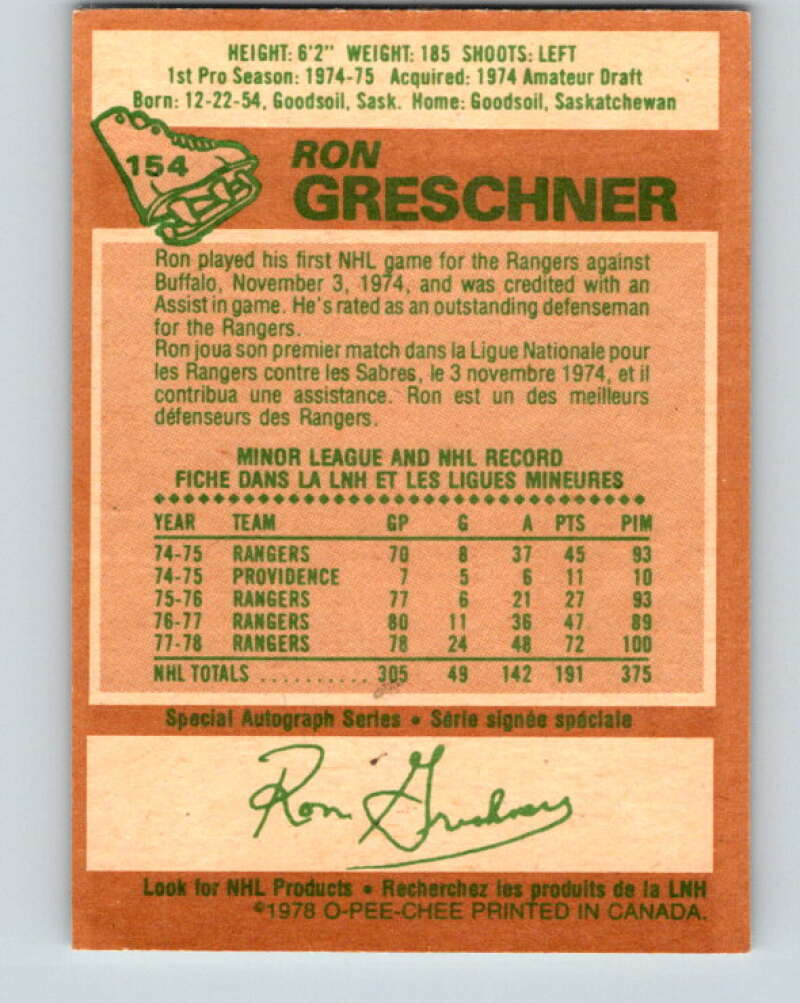 HEIGHT: 6'2" WEIGHT: 185 SHOOTS: LEFT
1st Pro Season: 1974-75 Acquired: 1974 Amateur Draft
Born: 12-22-54, Goodsoil, Sask. Home: Goodsoil, Saskatchewan
154
RON
GRESCHNER
Ron played his first NHL game for the Rangers against
Buffalo, November 3, 1974, and was credited with an
Assist in game. He's rated as an outstanding defenseman
for the Rangers.
Ron joua son premier match dans la Ligue Nationale pour
les Rangers contre les Sabres, le 3 novembre 1974, et il
contribua une assistance. Ron est un des meilleurs
défenseurs des Rangers.
MINOR LEAGUE AND NHL RECORD
FICHE DANS LA LNH ET LES LIGUES MINEURES
YEAR TEAM GP G A PTS PIM
74-75 RANGERS 70 8 37 45 93
74-75 PROVIDENCE 7 5 6 11 10
75-76 RANGERS 77 6 21 27 93
76-77 RANGERS 80 11 36 47 89
77-78 RANGERS 78 24 48 72 100
NHL TOTALS .......... 305 49 142 191 375
Special Autograph Series • Série signée spéciale
Ron Greschner
Look for NHL Products • Recherchez les produits de la LNH
©1978 O-PEE-CHEE PRINTED IN CANADA.